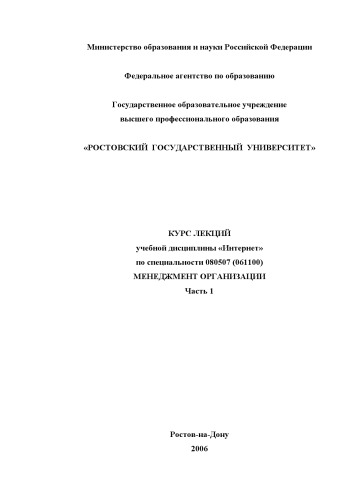 Министерство образования и науки Российской Федерации
Федеральное агентство по образованию
Государственное образовательное учреждение
высшего профессионального образования
«РОСТОВСКИЙ ГОСУДАРСТВЕННЫЙ УНИВЕРСИТЕТ»
КУРС ЛЕКЦИЙ
учебной дисциплины «Интернет»
по специальности 080507 (061100)
МЕНЕДЖМЕНТ ОРГАНИЗАЦИИ
Часть 1
Ростов-на-Дону
2006